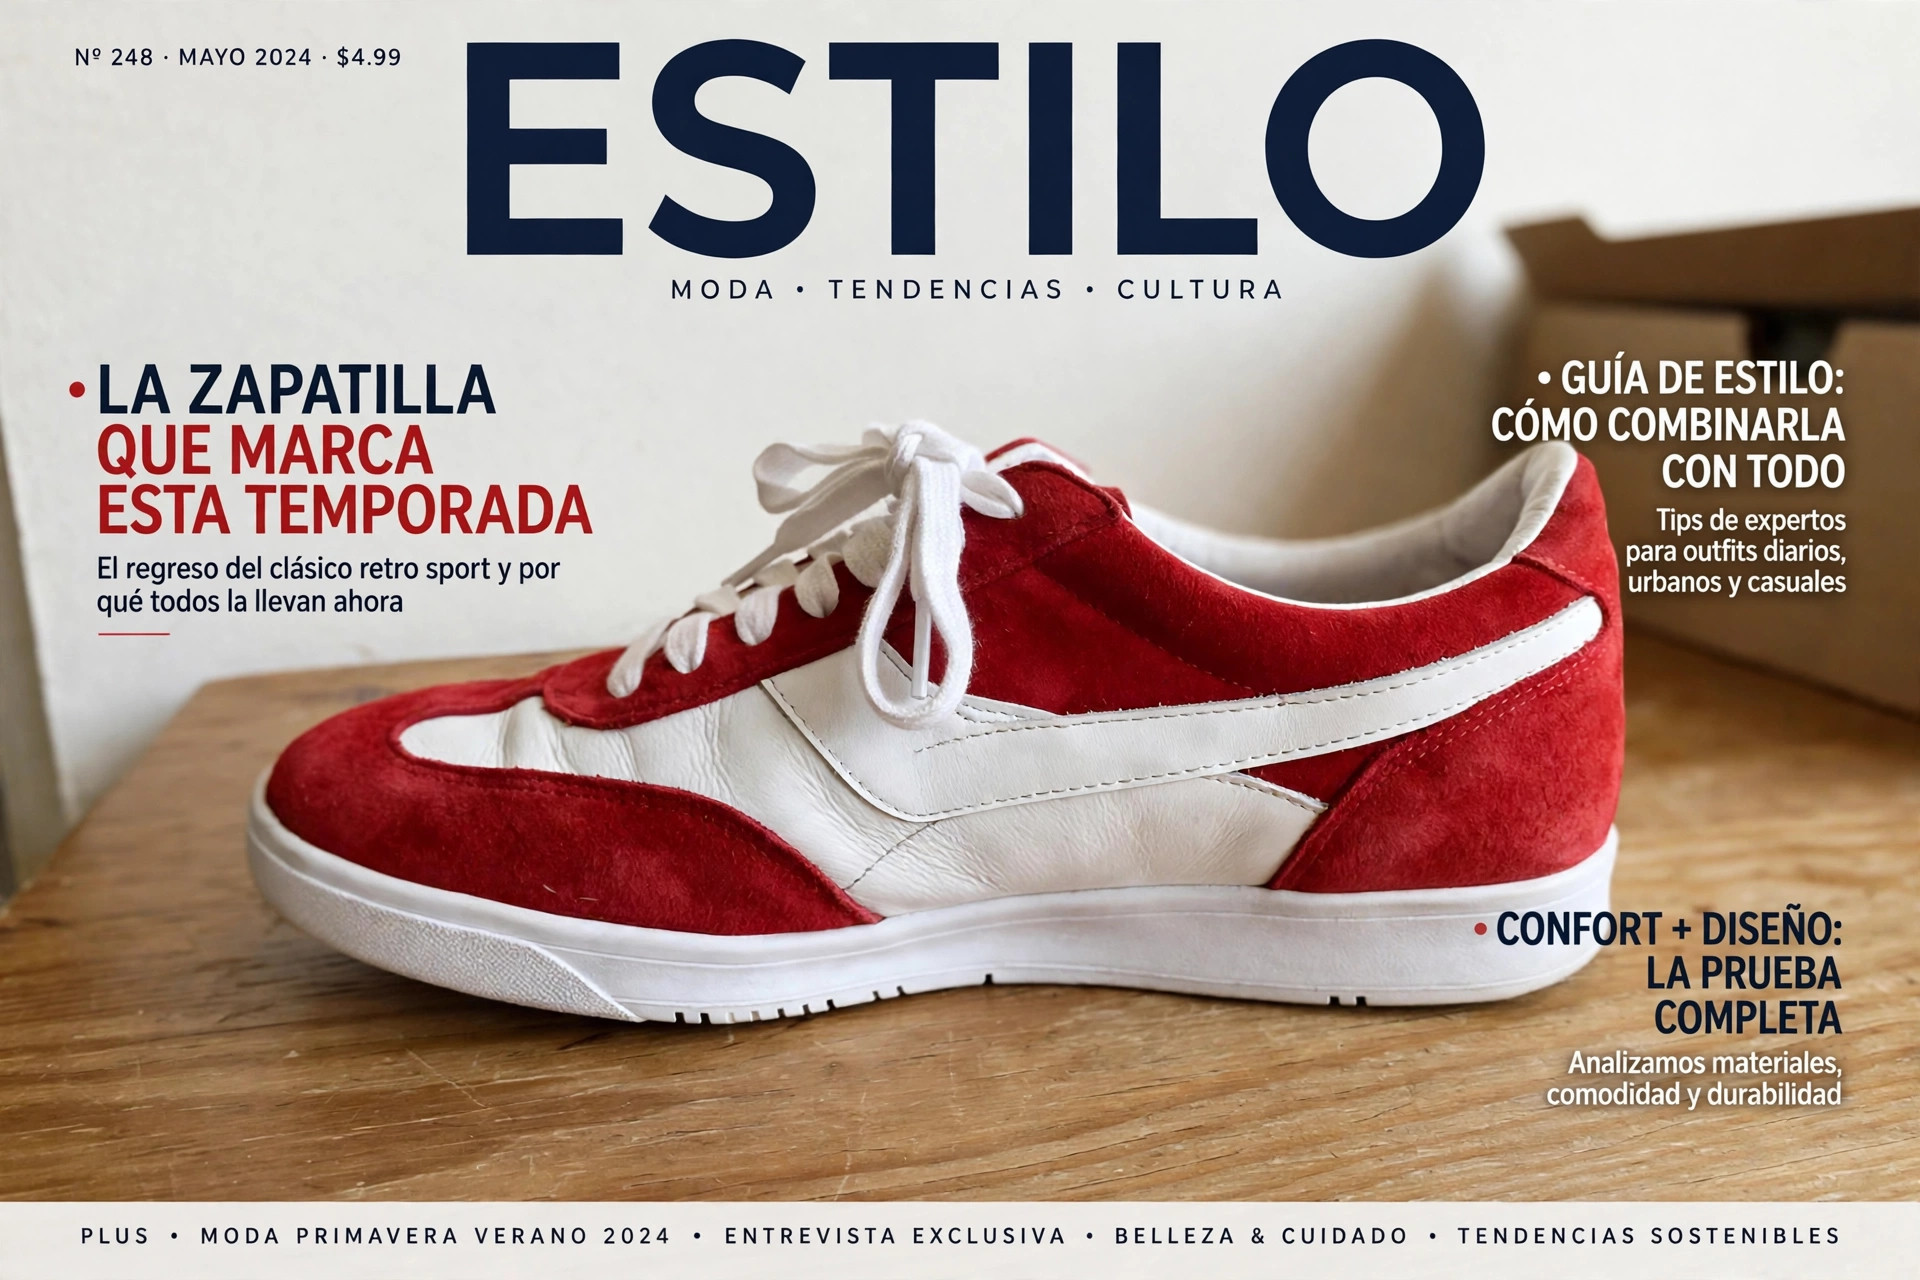 Nº 248 · MAYO 2024 · $4.99
ESTILO
MODA • TENDENCIAS • CULTURA
• LA ZAPATILLA
QUE MARCA
ESTA TEMPORADA
El regreso del clásico retro sport y por
qué todos la llevan ahora
• GUÍA DE ESTILO:
CÓMO COMBINARLA
CON TODO
Tips de expertos
para outfits diarios,
urbanos y casuales
• CONFORT + DISEÑO:
LA PRUEBA
COMPLETA
Analizamos materiales,
comodidad y durabilidad
PLUS • MODA PRIMAVERA VERANO 2024 • ENTREVISTA EXCLUSIVA • BELLEZA & CUIDADO • TENDENCIAS SOSTENIBLES